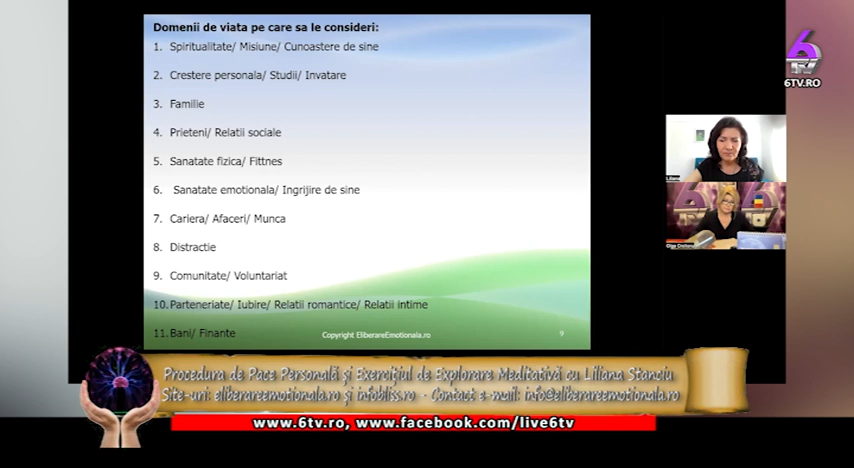 Domenii de viata pe care sa le consideri:
1. Spiritualitate/ Misiune/ Cunoastere de sine
2. Crestere personala/ Studii/ Invatare
3. Familie
4. Prieteni/ Relatii sociale
5. Sanatate fizica/ Fittnes
6. Sanatate emotionala/ Ingrijire de sine
7. Cariera/ Afaceri/ Munca
8. Distractie
9. Comunitate/ Voluntariat
10. Parteneriate/ Iubire/ Relatii romantice/ Relatii intime
11. Bani/ Finante
Copyright EliberareEmotionala.ro
9
6
TV
6TV.RO
Procedura de Pace Personală și Exercițiul de Explorare Meditativă cu Liliana Stanciu
Site-uri: eliberareemotionala.ro și infobliss.ro - Contact e-mail: info@eliberareemotionala.ro
www.6tv.ro, www.facebook.com/live6tv